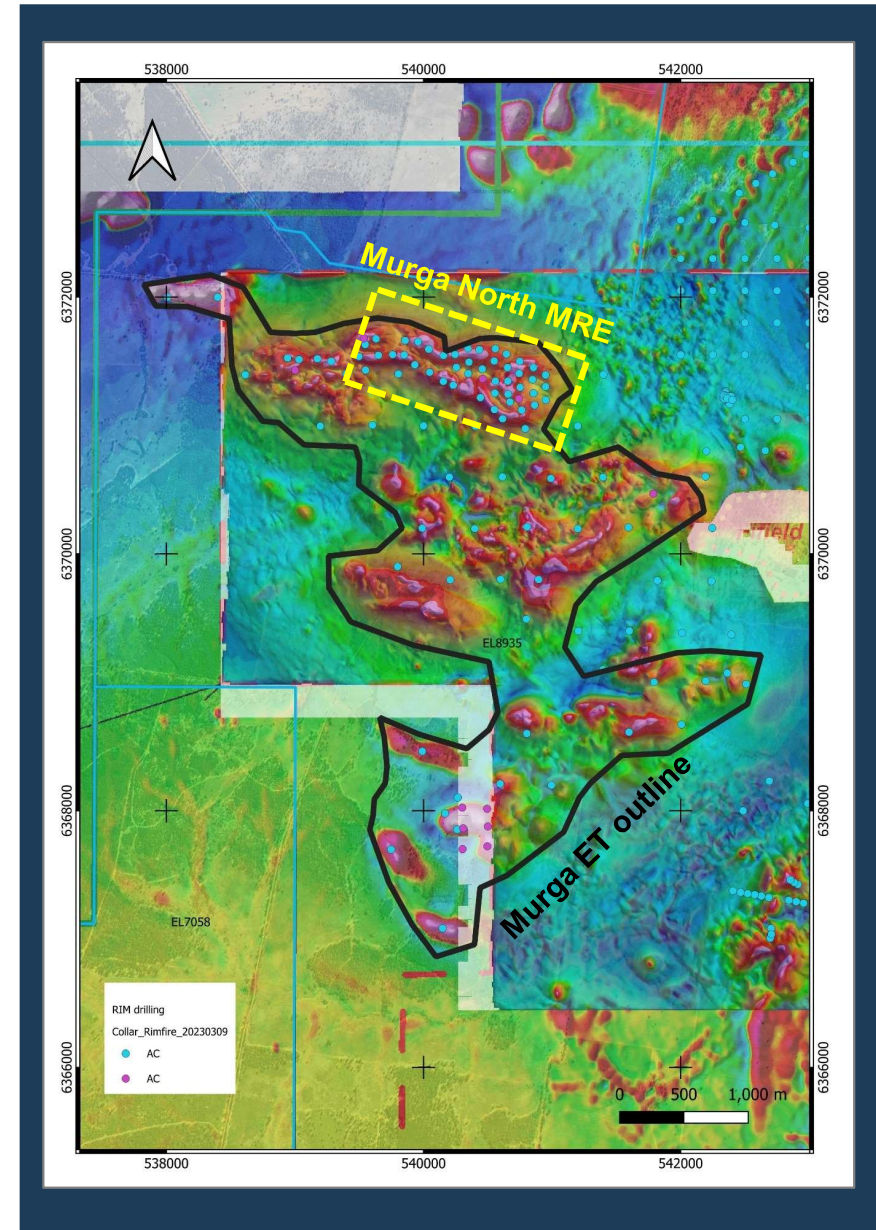 538000
540000
542000
Murga North MRE
6372000
6372000
6370000
6370000
EL8935
6368000
6368000
Murga ET outline
EL7058
RIM drilling
Collar_Rimfire_20230309
AC
AC
6366000
6366000
0 500 1,000 m
538000
540000
542000